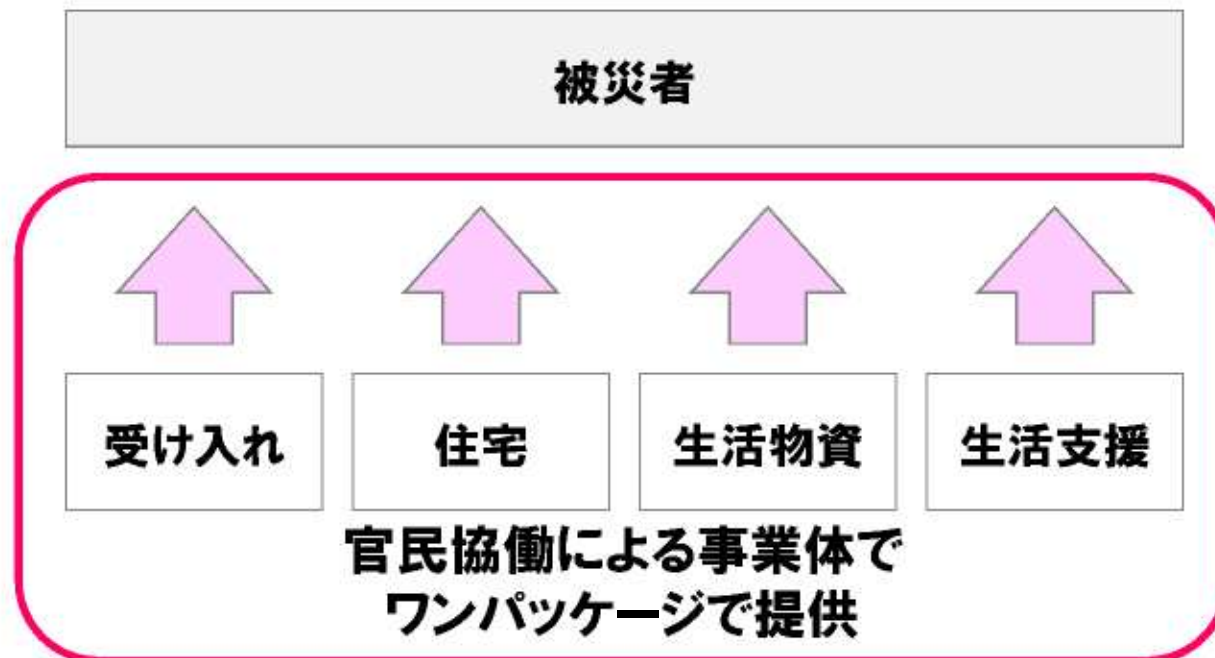 被災者
受け入れ
住宅
生活物資
生活支援
官民協働による事業体で
ワンパッケージで提供